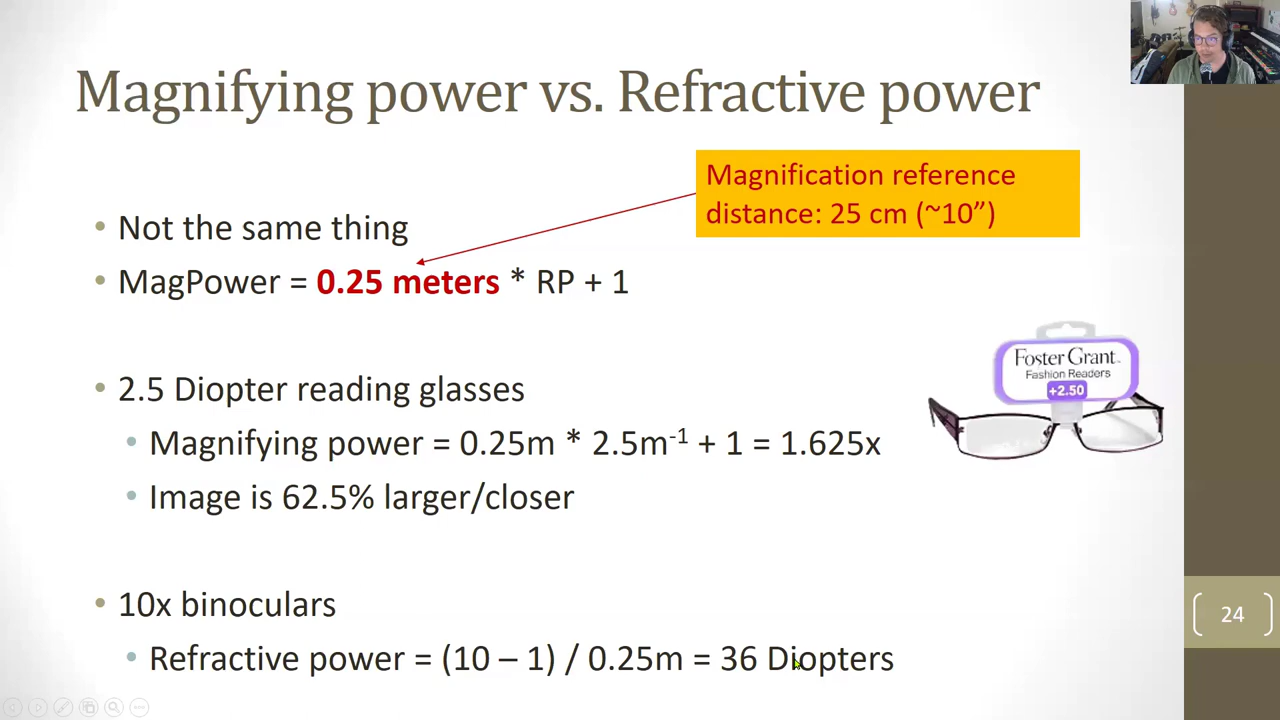 Magnifying power vs. Refractive power
Magnification reference
distance: 25 cm (~10”)
• Not the same thing
• MagPower = 0.25 meters * RP + 1
• 2.5 Diopter reading glasses
• Magnifying power = 0.25m * 2.5m⁻¹ + 1 = 1.625x
• Image is 62.5% larger/closer
Foster Grant
Fashion Readers
+2.50
• 10x binoculars
• Refractive power = (10 – 1) / 0.25m = 36 Diopters
24